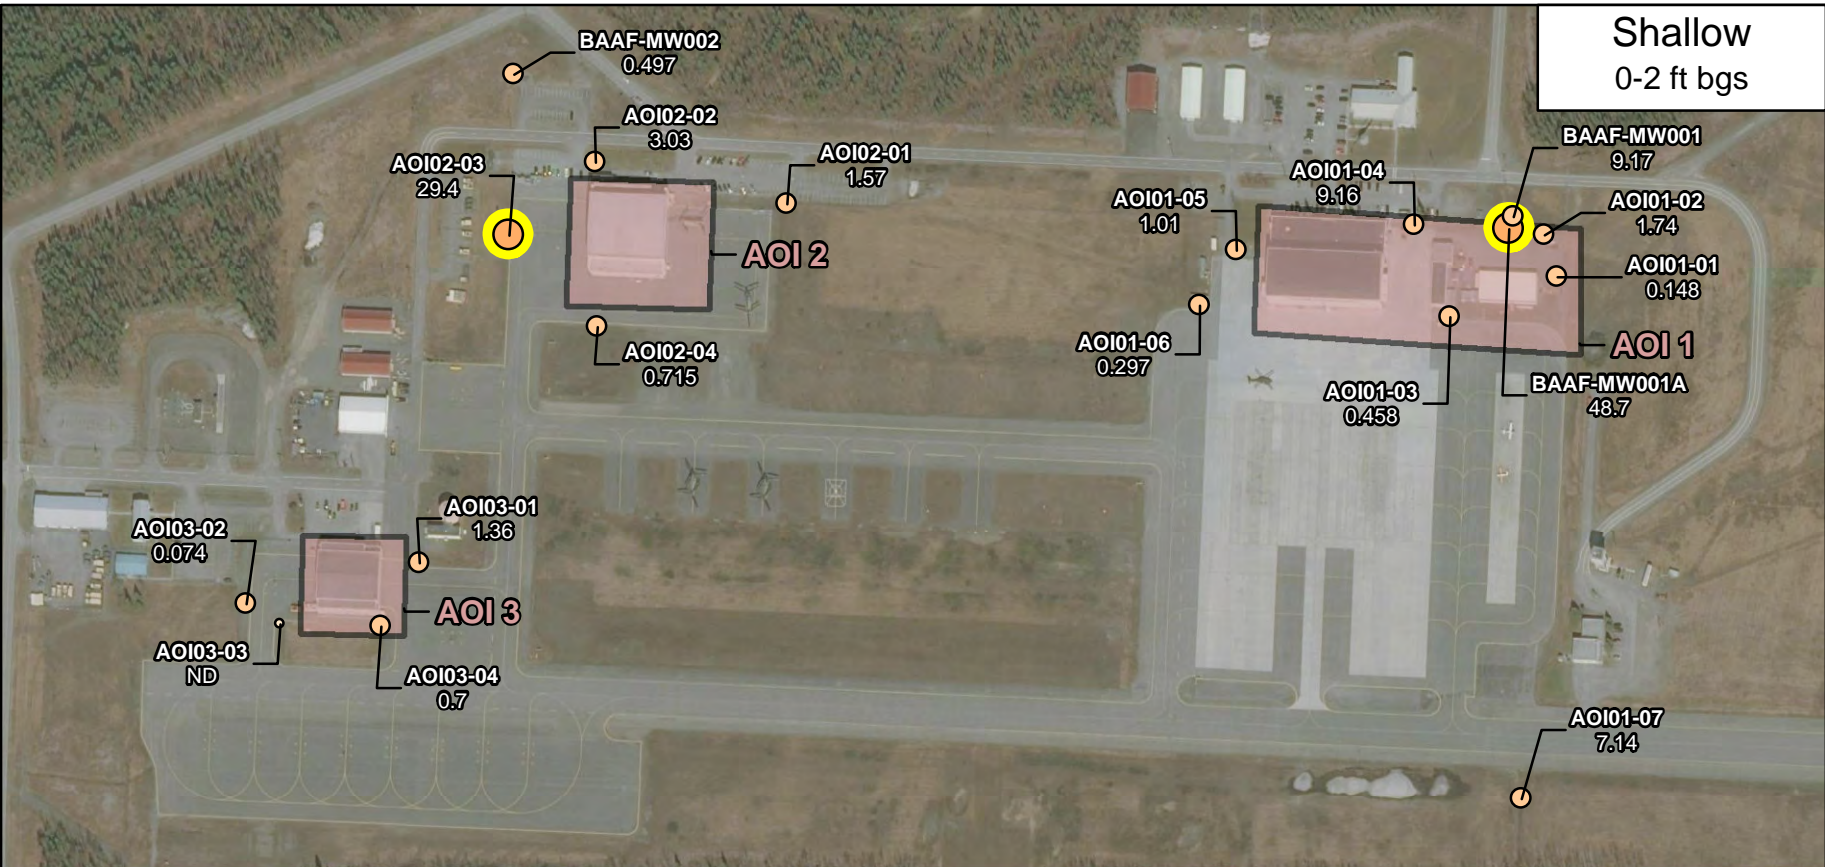 Shallow
0-2 ft bgs
BAAF-MW002
0.497
AOI02-02
3.03
AOI02-03
29.4
AOI02-01
1.57
AOI 2
AOI02-04
0.715
BAAF-MW001
9.17
AOI01-04
9.16
AOI01-05
1.01
AOI01-02
1.74
AOI01-01
0.148
AOI01-06
0.297
AOI 1
AOI01-03
0.458
BAAF-MW001A
48.7
AOI03-01
1.36
AOI03-02
0.074
AOI 3
AOI03-03
ND
AOI03-04
0.7
AOI01-07
7.14